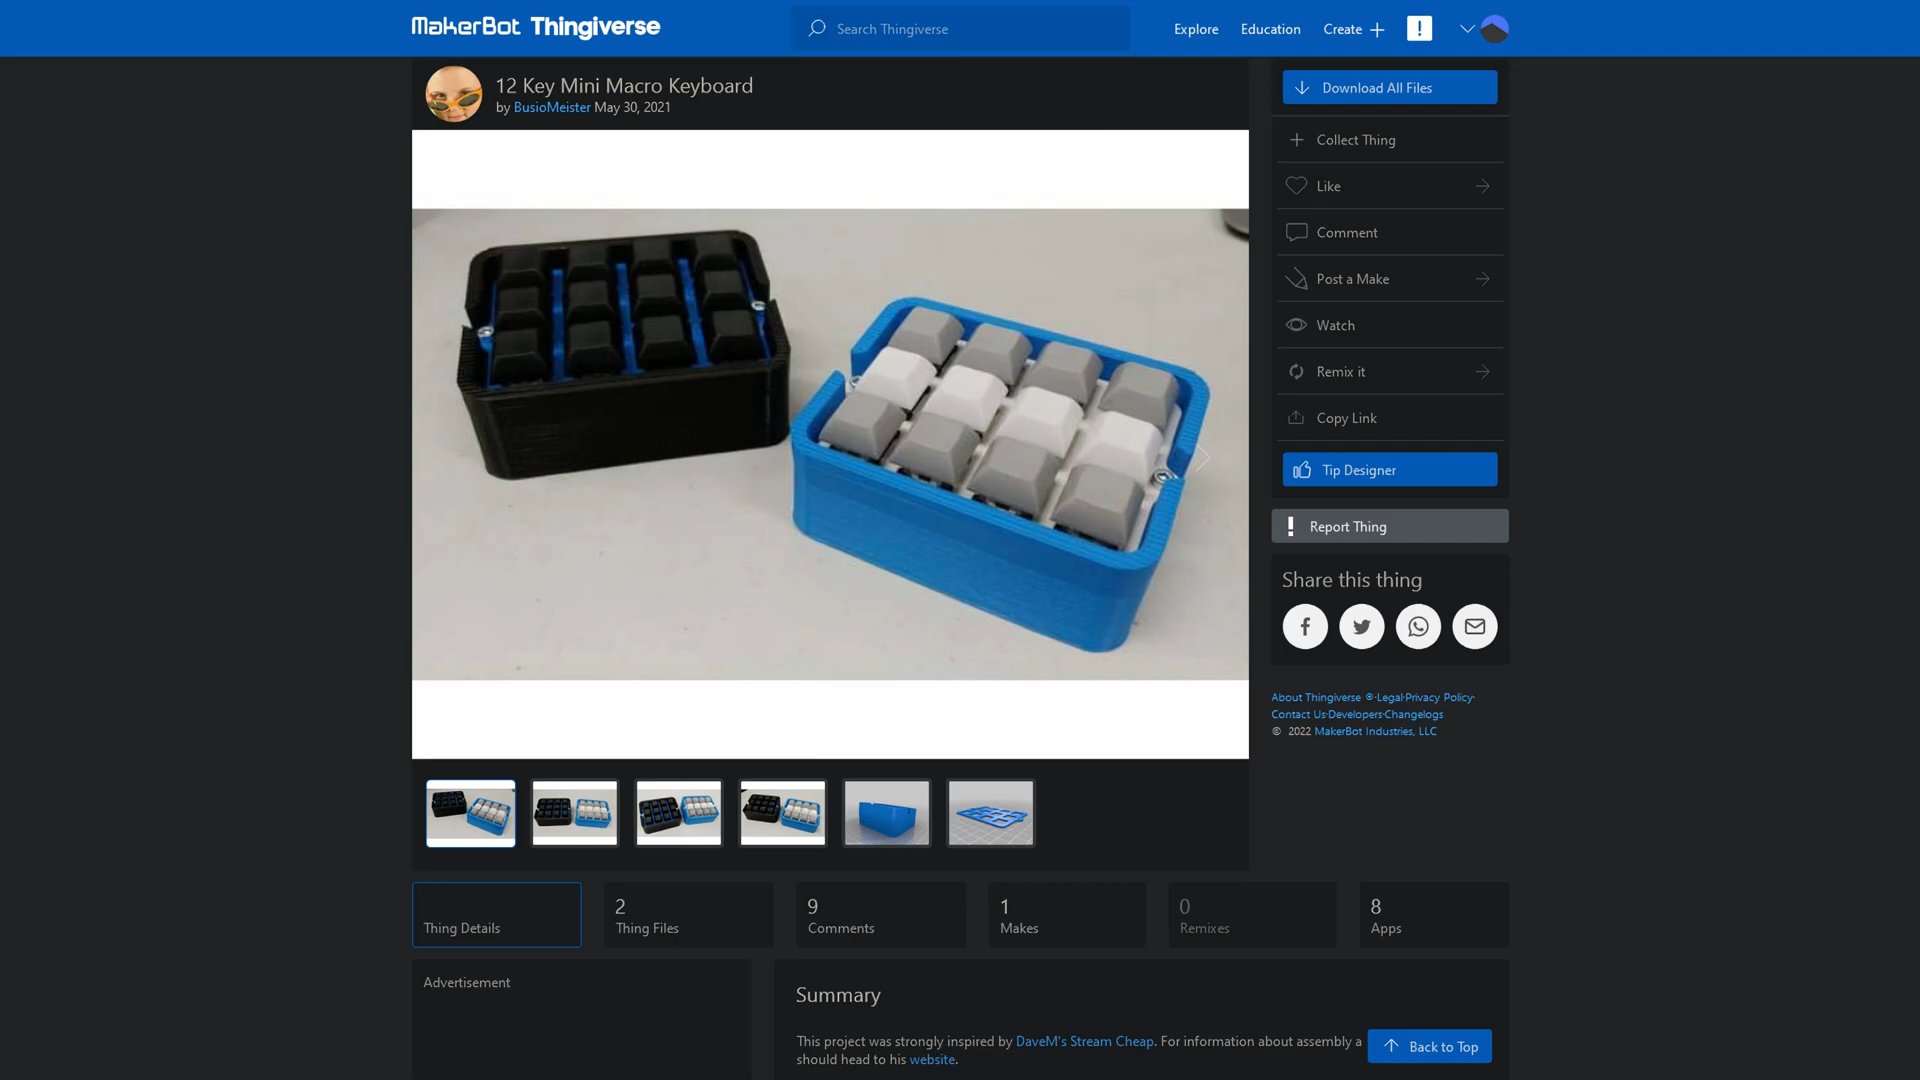 MakerBot Thingiverse
Search Thingiverse
Explore
Education
Create
12 Key Mini Macro Keyboard
by BusioMeister May 30, 2021
Download All Files
Collect Thing
Like
Comment
Post a Make
Watch
Remix it
Copy Link
Tip Designer
Report Thing
Share this thing
About Thingiverse ®·Legal·Privacy Policy·
Contact Us·Developers·Changelogs
© 2022 MakerBot Industries, LLC
Thing Details
2
Thing Files
9
Comments
1
Makes
0
Remixes
8
Apps
Advertisement
Summary
This project was strongly inspired by DaveM's Stream Cheap. For information about assembly a
should head to his website.
Back to Top